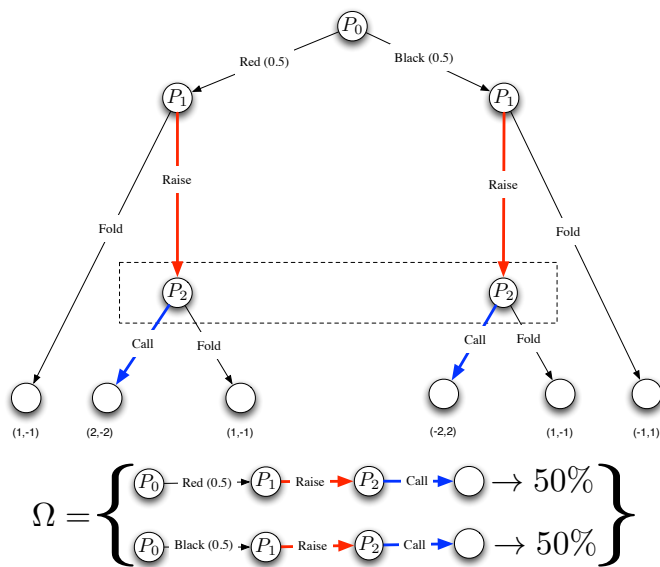 P₀
Red (0.5) Black (0.5)
P₁ P₁
Raise Raise
Fold Fold
P₂ P₂
Call Fold Call Fold
(1,-1) (2,-2) (1,-1) (-2,2) (1,-1) (-1,1)
Ω = { P₀ Red (0.5) P₁ Raise P₂ Call → 50%
P₀ Black (0.5) P₁ Raise P₂ Call → 50% }